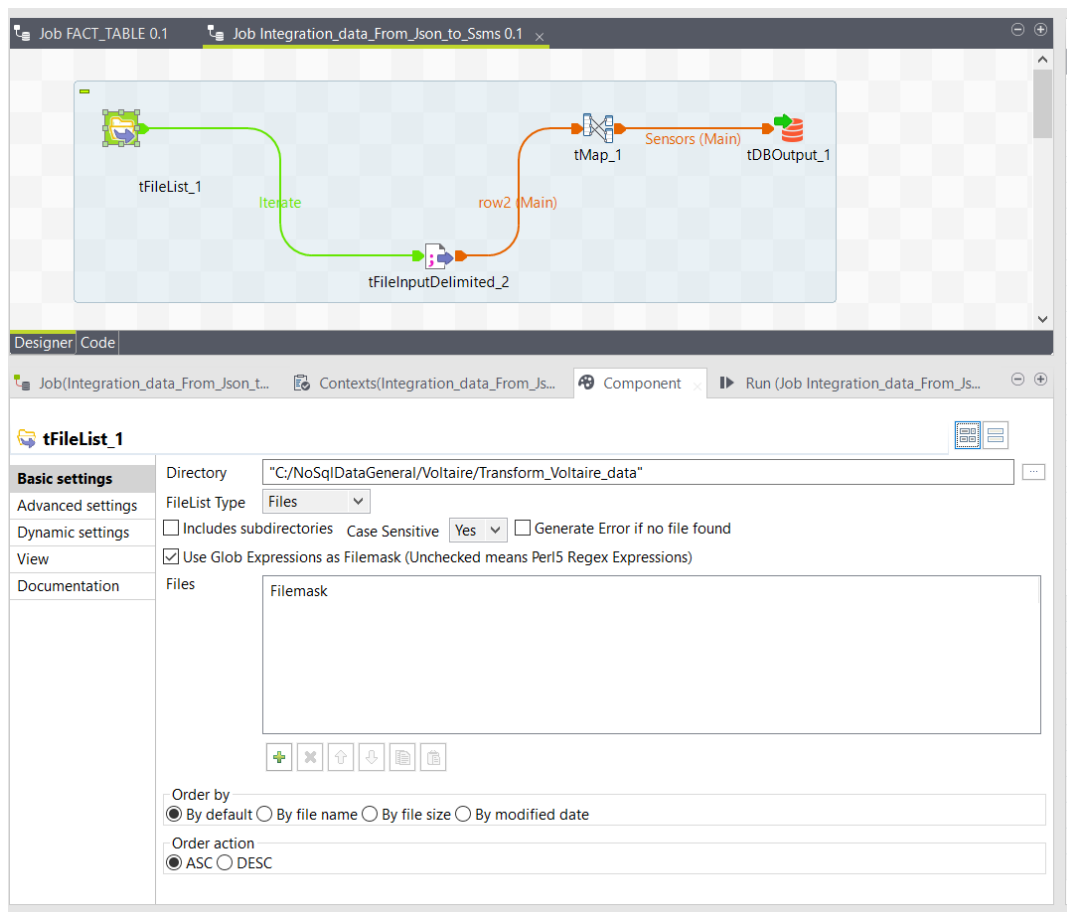 Job FACT_TABLE 0.1 Job Integration_data_From_Json_to_Ssms 0.1
tMap_1
Sensors (Main)
tDBOutput_1
tFileList_1
Iterate
row2 (Main)
tFileInputDelimited_2
Designer Code
Job(Integration_data_From_Json_t... Contexts(Integration_data_From_Js... Component Run (Job Integration_data_From_Js...
tFileList_1
Basic settings
Advanced settings
Dynamic settings
View
Documentation
Directory "C:/NoSqlDataGeneral/Voltaire/Transform_Voltaire_data" ...
FileList Type Files
Includes subdirectories Case Sensitive Yes Generate Error if no file found
Use Glob Expressions as Filemask (Unchecked means Perl5 Regex Expressions)
Files Filemask
Order by
By default By file name By file size By modified date
Order action
ASC DESC